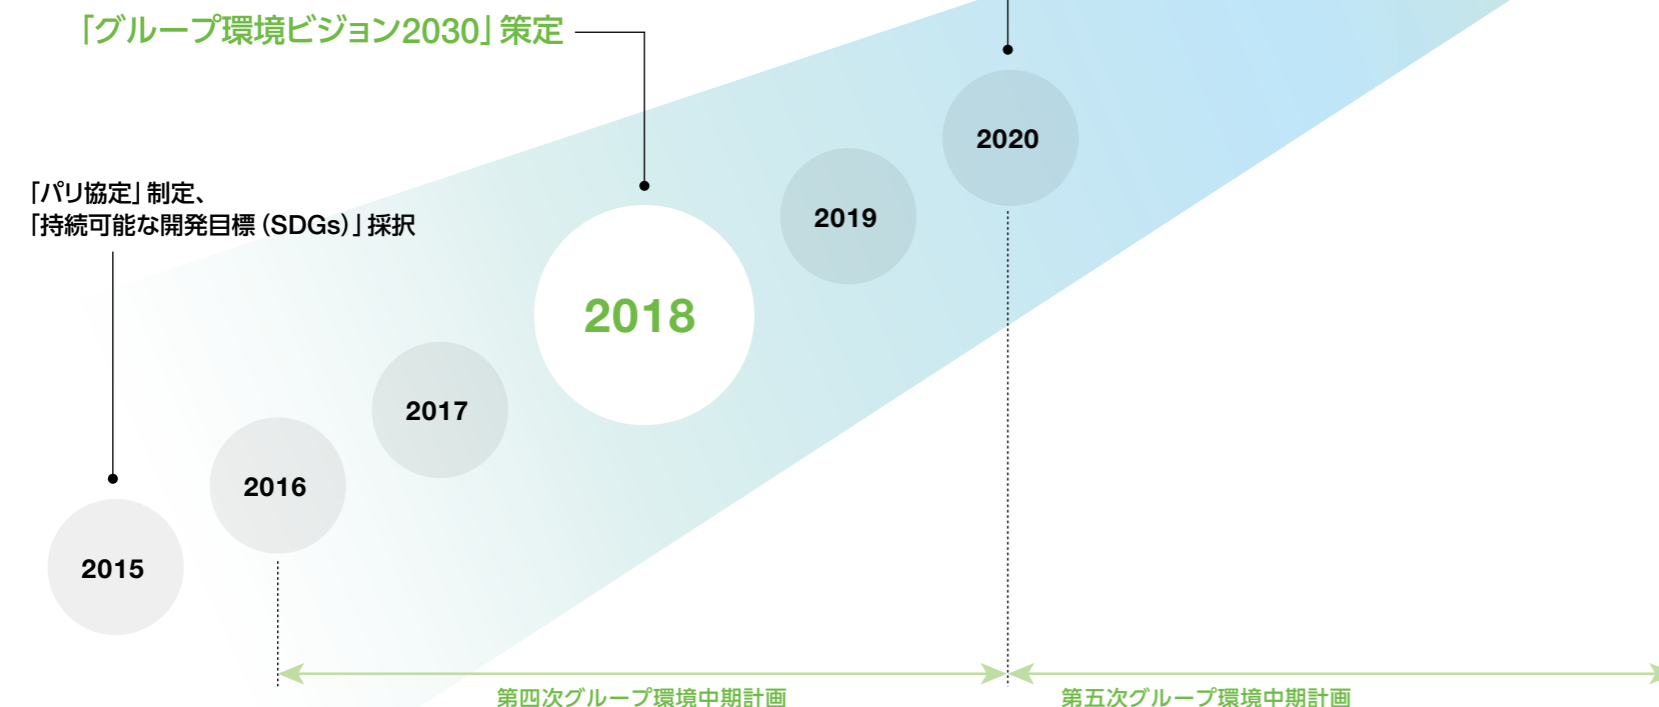 「グループ環境ビジョン2030」策定
2020
「パリ協定」制定、
「持続可能な開発目標（SDGs）」採択
2019
2018
2017
2016
2015
第四次グループ環境中期計画
第五次グループ環境中期計画